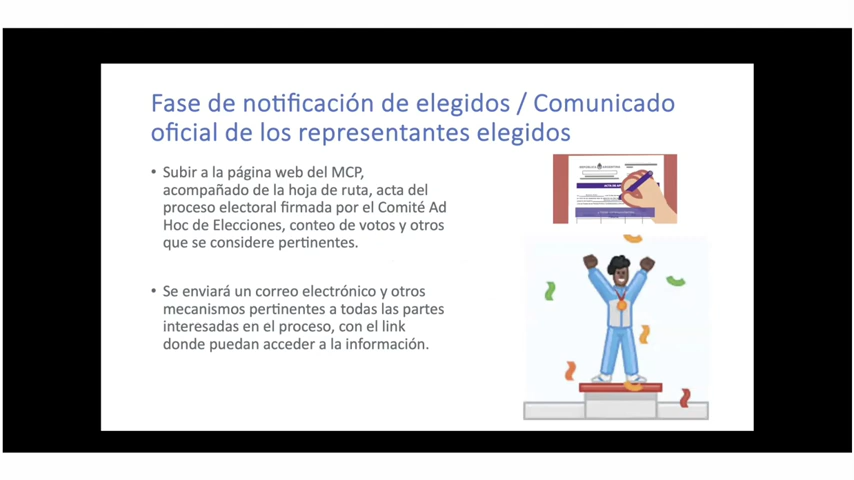 Fase de notificación de elegidos / Comunicado
oficial de los representantes elegidos
• Subir a la página web del MCP,
acompañado de la hoja de ruta, acta del
proceso electoral firmada por el Comité Ad
Hoc de Elecciones, conteo de votos y otros
que se considere pertinentes.
• Se enviará un correo electrónico y otros
mecanismos pertinentes a todas las partes
interesadas en el proceso, con el link
donde puedan acceder a la información.